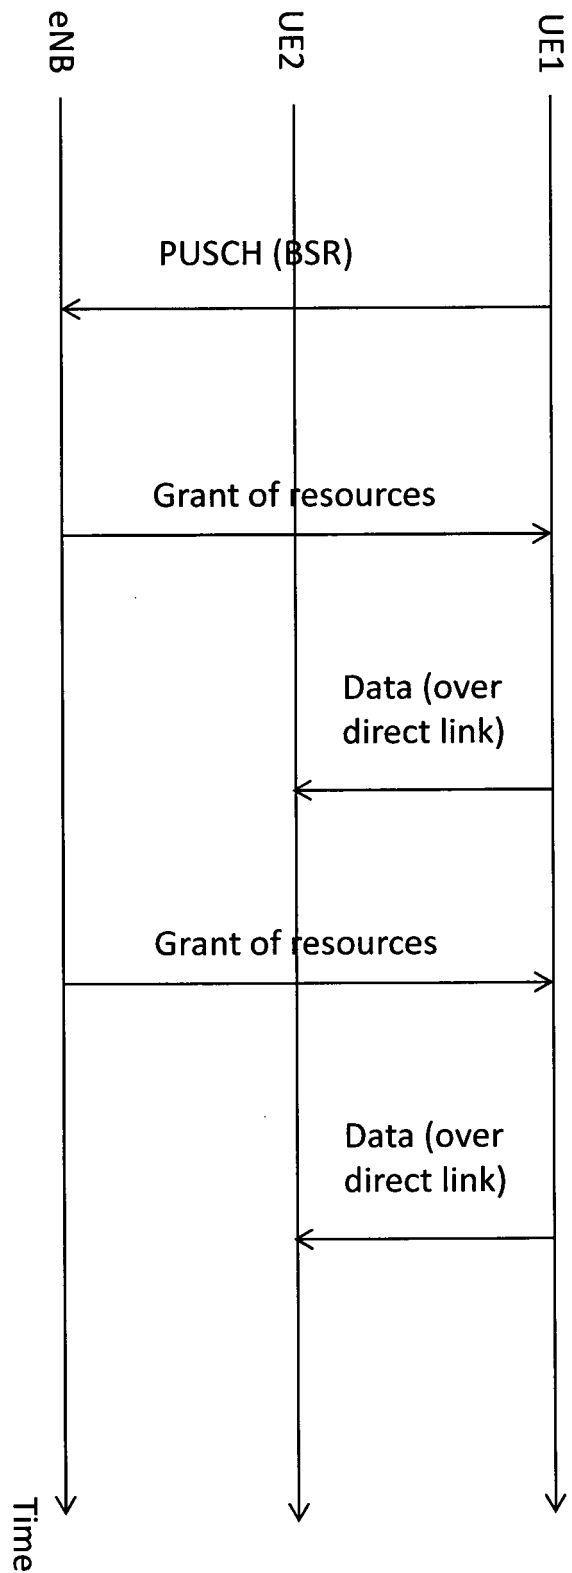 eNB
UE2
UE1
PUSCH (BSR)
Grant of resources
Data (over
direct link)
Grant of resources
Data (over
direct link)
Time